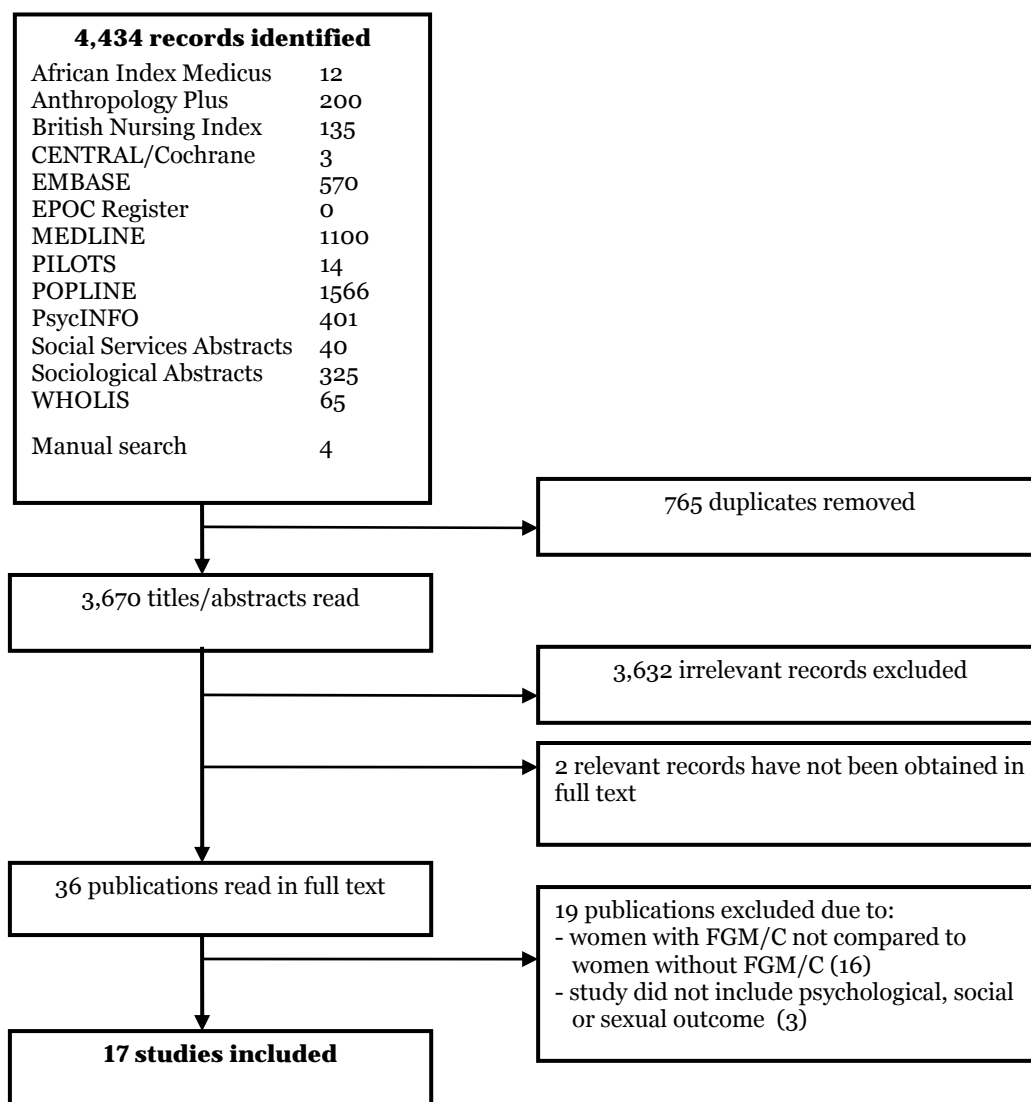 4,434 records identified
African Index Medicus 12
Anthropology Plus 200
British Nursing Index 135
CENTRAL/Cochrane 3
EMBASE 570
EPOC Register 0
MEDLINE 1100
PILOTS 14
POPLINE 1566
PsycINFO 401
Social Services Abstracts 40
Sociological Abstracts 325
WHOLIS 65
Manual search 4
765 duplicates removed
3,670 titles/abstracts read
3,632 irrelevant records excluded
2 relevant records have not been obtained in
full text
36 publications read in full text
19 publications excluded due to:
- women with FGM/C not compared to
women without FGM/C (16)
- study did not include psychological, social
or sexual outcome (3)
17 studies included